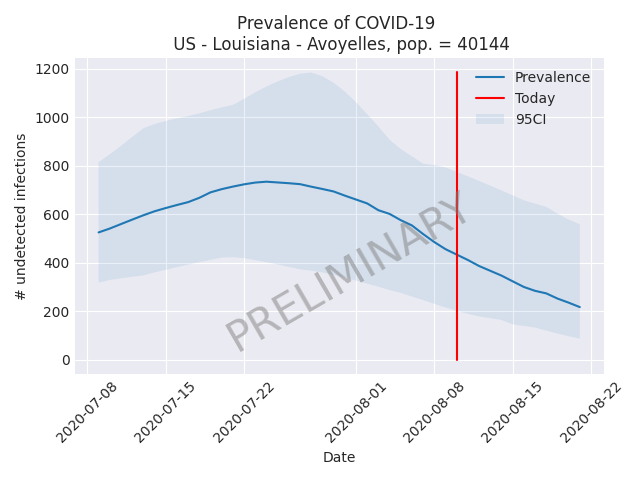 Prevalence of COVID-19
US - Louisiana - Avoyelles, pop. = 40144
1200
1000
800
600
400
200
0
# undetected infections
Prevalence
Today
95CI
PRELIMINARY
2020-07-08
2020-07-15
2020-07-22
2020-08-01
2020-08-08
2020-08-15
2020-08-22
Date